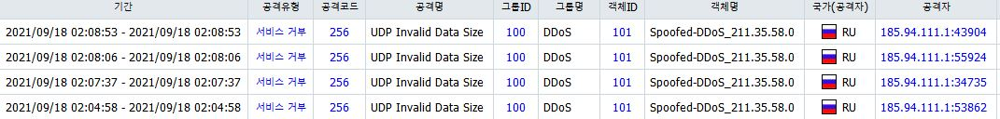 기간 공격유형 공격코드 공격명 그룹ID 그룹명 객체ID 객체명 국가(공격자) 공격자
2021/09/18 02:08:53 - 2021/09/18 02:08:53 서비스 거부 256 UDP Invalid Data Size 100 DDoS 101 Spoofed-DDoS_211.35.58.0 RU 185.94.111.1:43904
2021/09/18 02:08:06 - 2021/09/18 02:08:06 서비스 거부 256 UDP Invalid Data Size 100 DDoS 101 Spoofed-DDoS_211.35.58.0 RU 185.94.111.1:55924
2021/09/18 02:07:37 - 2021/09/18 02:07:37 서비스 거부 256 UDP Invalid Data Size 100 DDoS 101 Spoofed-DDoS_211.35.58.0 RU 185.94.111.1:34735
2021/09/18 02:04:58 - 2021/09/18 02:04:58 서비스 거부 256 UDP Invalid Data Size 100 DDoS 101 Spoofed-DDoS_211.35.58.0 RU 185.94.111.1:53862